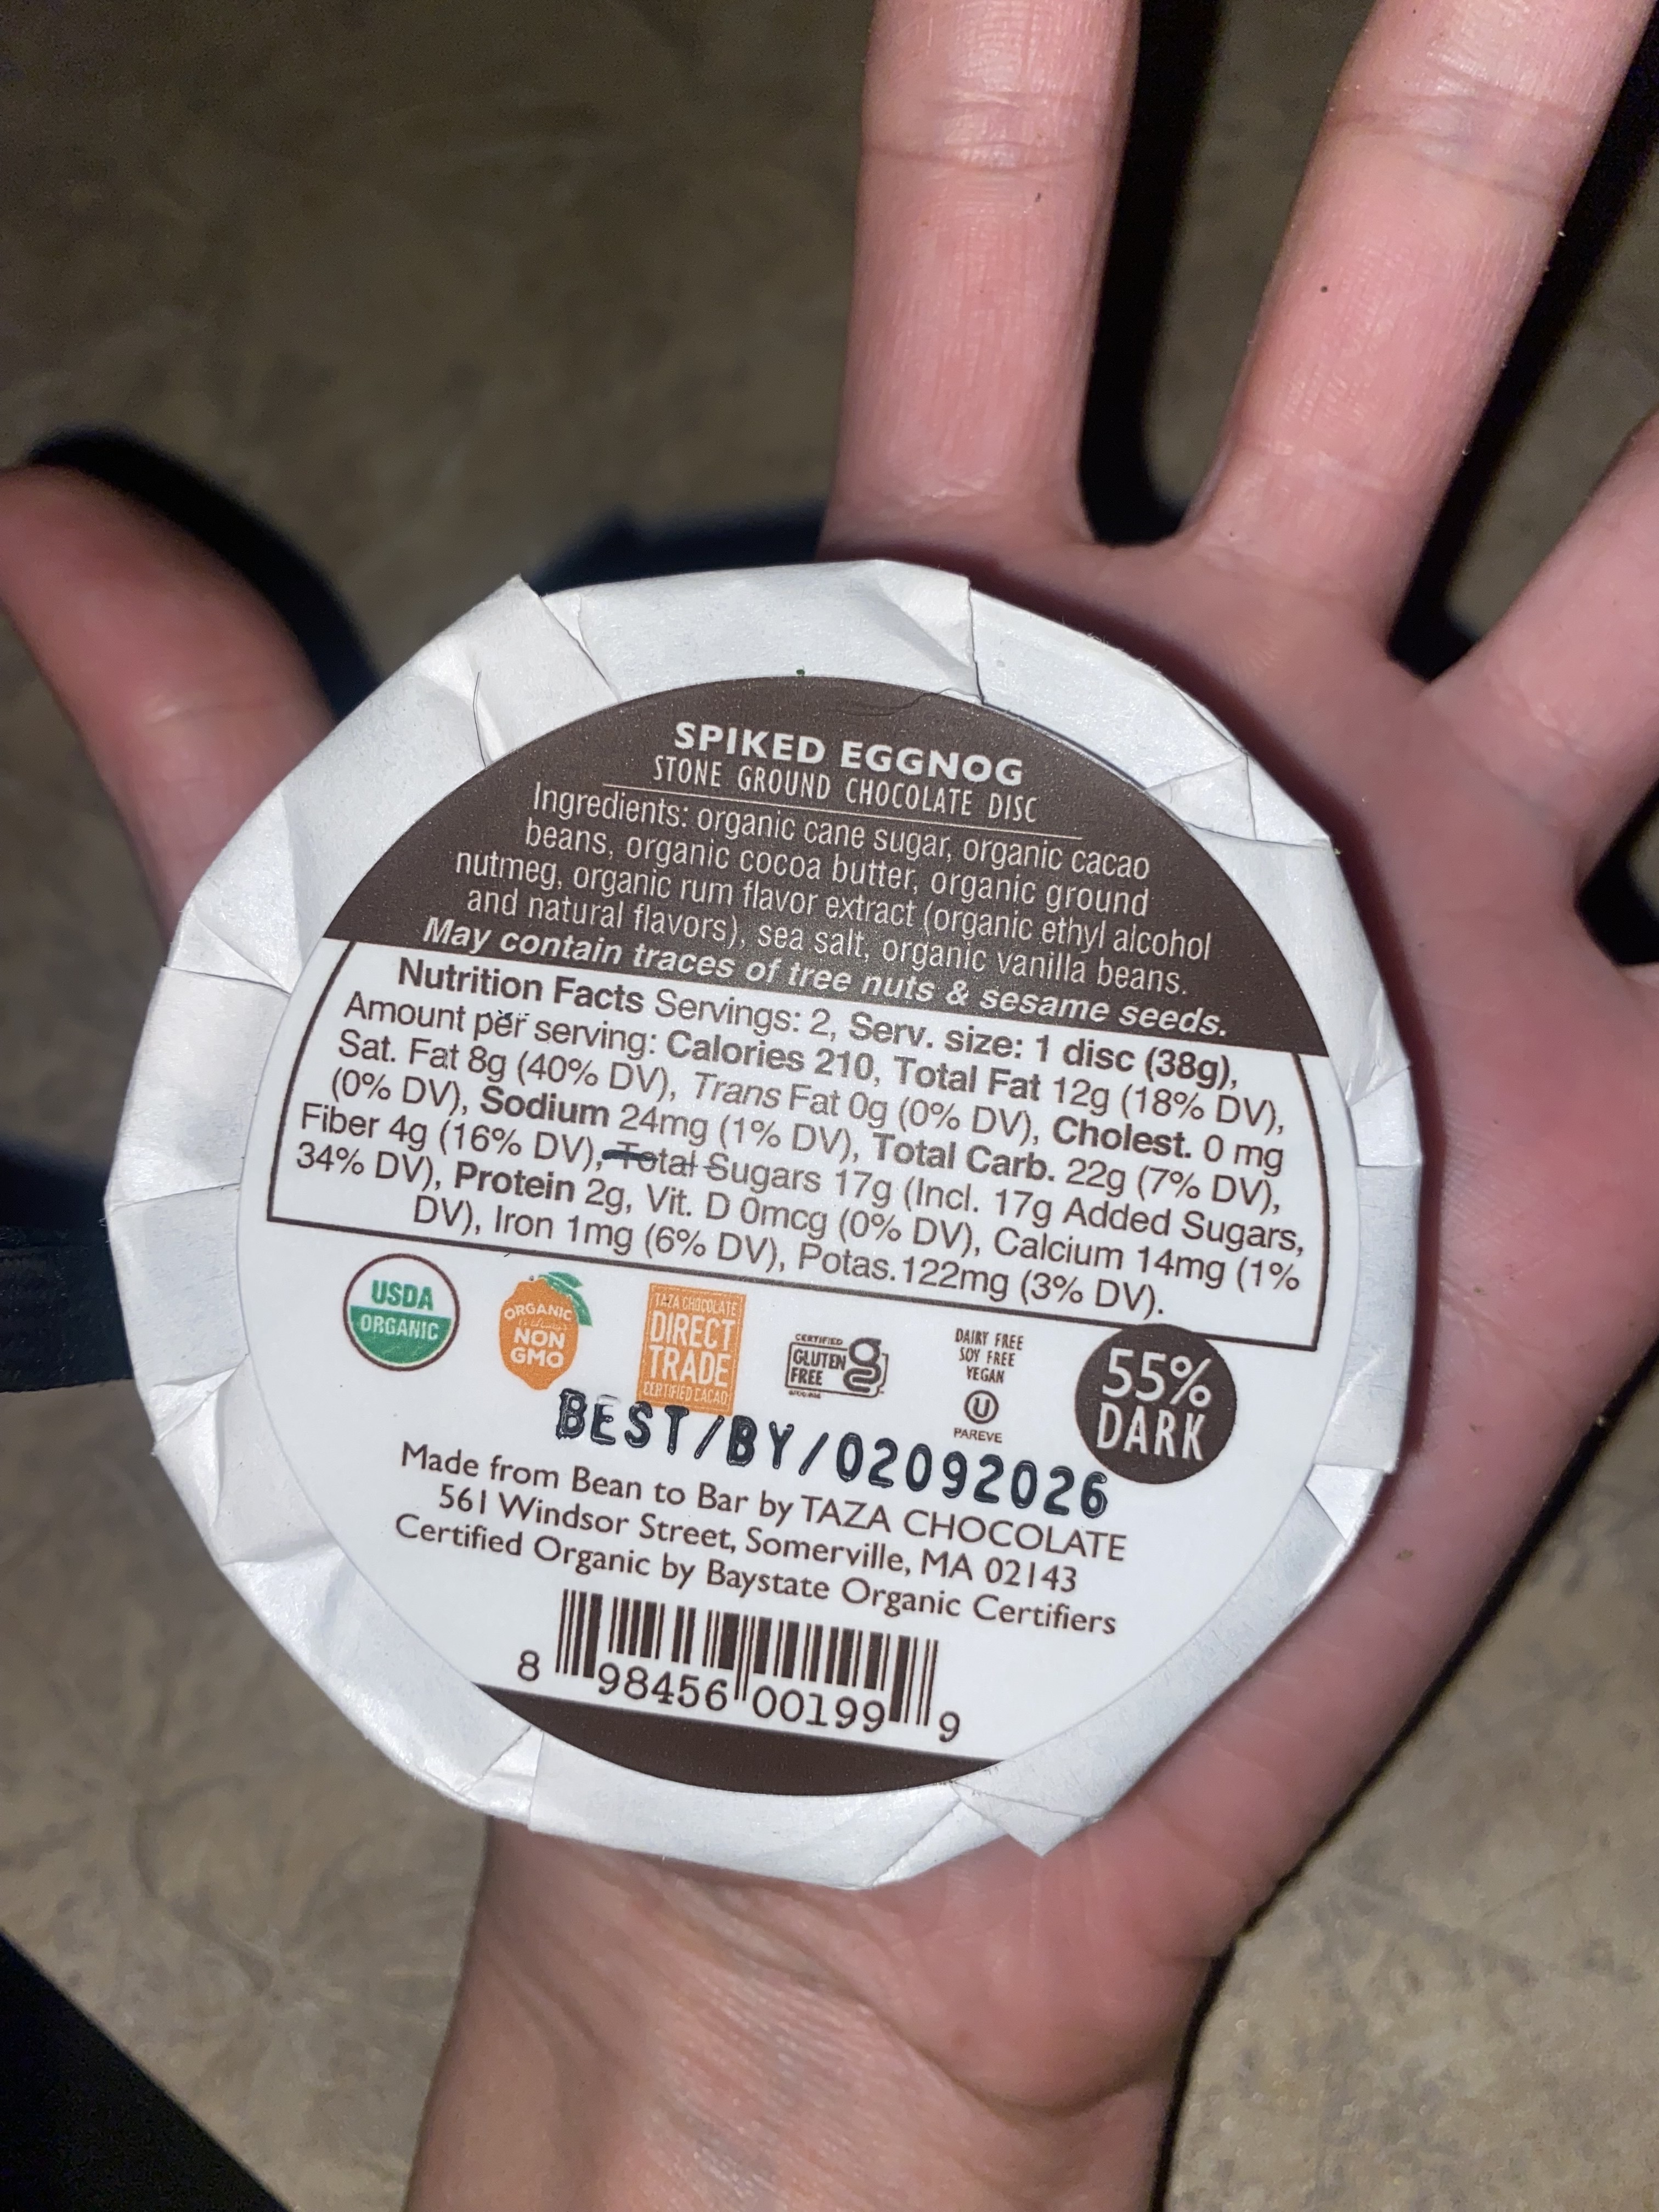 SPIKED EGGNOG
STONE GROUND CHOCOLATE DISC
Ingredients: organic cane sugar, organic cacao
beans, organic cocoa butter, organic ground
nutmeg, organic rum flavor extract (organic ethyl alcohol
and natural flavors), sea salt, organic vanilla beans.
May contain traces of tree nuts & sesame seeds.
Nutrition Facts Servings: 2, Serv. size: 1 disc (38g),
Amount per serving: Calories 210, Total Fat 12g (18% DV),
Sat. Fat 8g (40% DV), Trans Fat 0g (0% DV), Cholest. 0 mg
(0% DV), Sodium 24mg (1% DV), Total Carb. 22g (7% DV),
Fiber 4g (16% DV), Total Sugars 17g (Incl. 17g Added Sugars,
34% DV), Protein 2g, Vit. D 0mcg (0% DV), Calcium 14mg (1%
DV), Iron 1mg (6% DV), Potas. 122mg (3% DV).
USDA
ORGANIC
ORGANIC
NON
GMO
TAZA CHOCOLATE
DIRECT
TRADE
CERTIFIED CACAO
CERTIFIED
GLUTEN
FREE
DAIRY FREE
SOY FREE
VEGAN
U
PAREVE
55%
DARK
BEST/BY/02092026
Made from Bean to Bar by TAZA CHOCOLATE
561 Windsor Street, Somerville, MA 02143
Certified Organic by Baystate Organic Certifiers
8 98456 00199 9